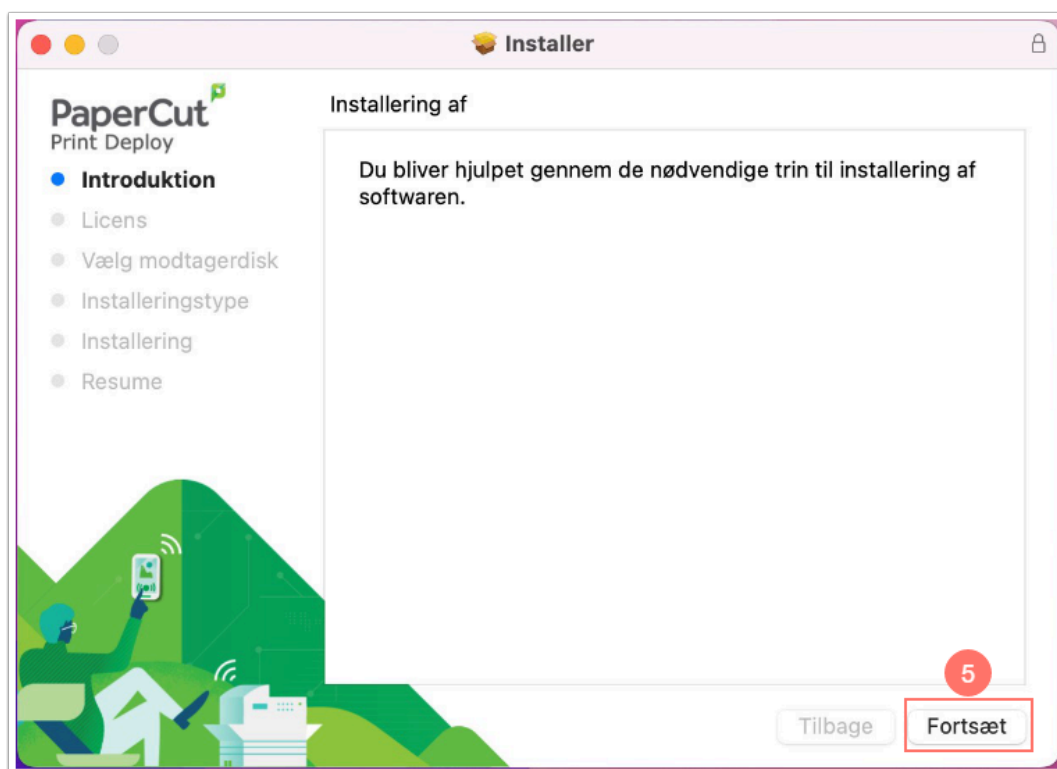 Installer
PaperCut
Print Deploy
Introduktion
Licens
Vælg modtagerdisk
Installeringstype
Installering
Resume
Installering af
Du bliver hjulpet gennem de nødvendige trin til installering af
softwaren.
5
Tilbage
Fortsæt